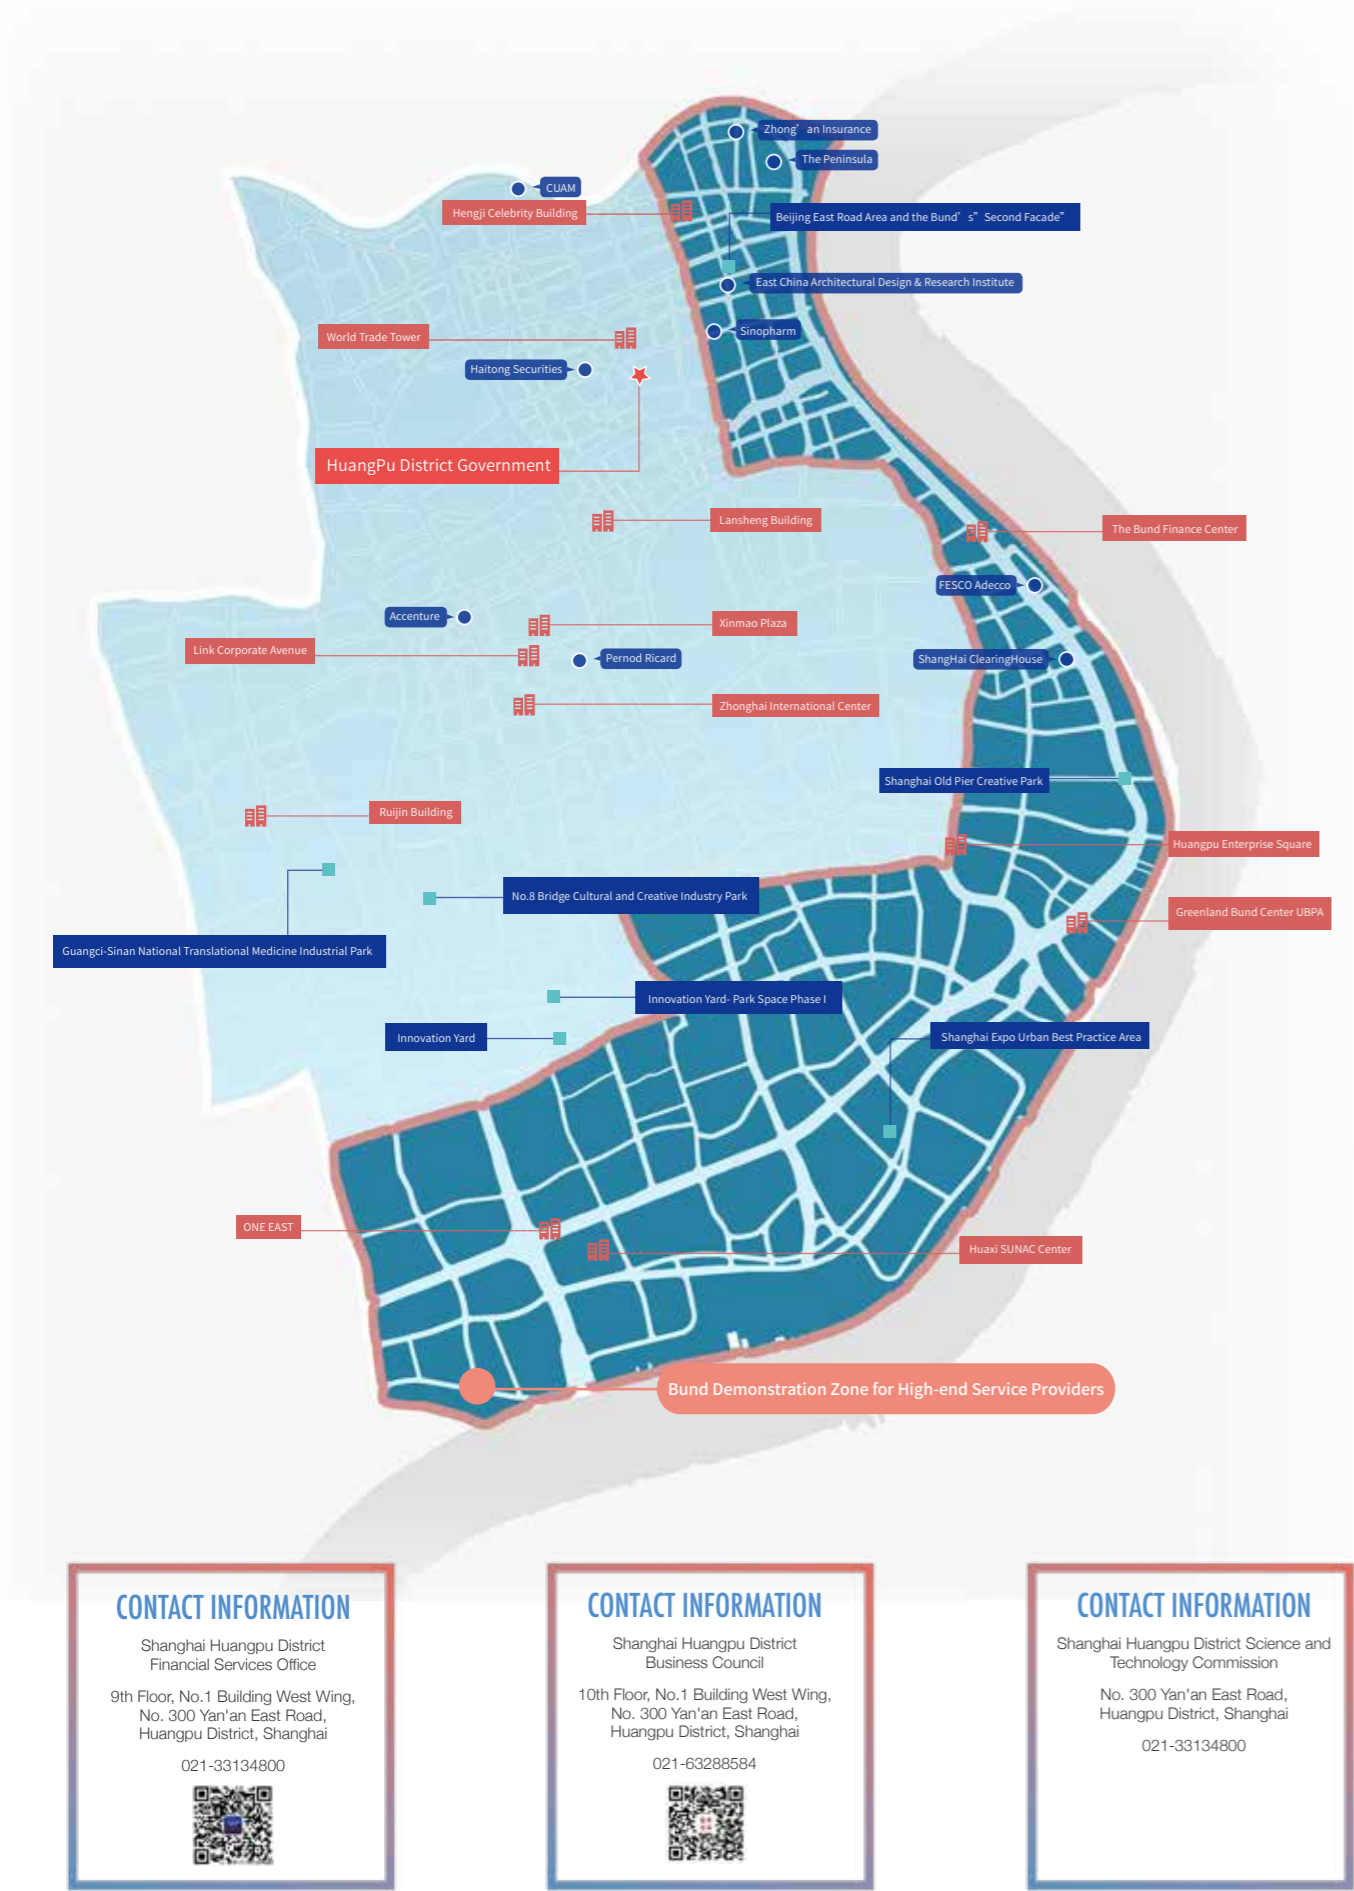 Zhong’ an Insurance
The Peninsula
CUAM
Hengji Celebrity Building
Beijing East Road Area and the Bund’ s” Second Facade”
East China Architectural Design & Research Institute
World Trade Tower
Sinopharm
Haitong Securities
HuangPu District Government
Lansheng Building
The Bund Finance Center
FESCO Adecco
Accenture
Xinmao Plaza
Link Corporate Avenue
Pernod Ricard
ShangHai ClearingHouse
Zhonghai International Center
Shanghai Old Pier Creative Park
Ruijin Building
Huangpu Enterprise Square
No.8 Bridge Cultural and Creative Industry Park
Greenland Bund Center UBPA
Guangci-Sinan National Translational Medicine Industrial Park
Innovation Yard- Park Space Phase I
Innovation Yard
Shanghai Expo Urban Best Practice Area
ONE EAST
Huaxi SUNAC Center
Bund Demonstration Zone for High-end Service Providers
CONTACT INFORMATION
Shanghai Huangpu District
Financial Services Office
9th Floor, No.1 Building West Wing,
No. 300 Yan'an East Road,
Huangpu District, Shanghai
021-33134800
CONTACT INFORMATION
Shanghai Huangpu District
Business Council
10th Floor, No.1 Building West Wing,
No. 300 Yan'an East Road,
Huangpu District, Shanghai
021-63288584
CONTACT INFORMATION
Shanghai Huangpu District Science and
Technology Commission
No. 300 Yan'an East Road,
Huangpu District, Shanghai
021-33134800